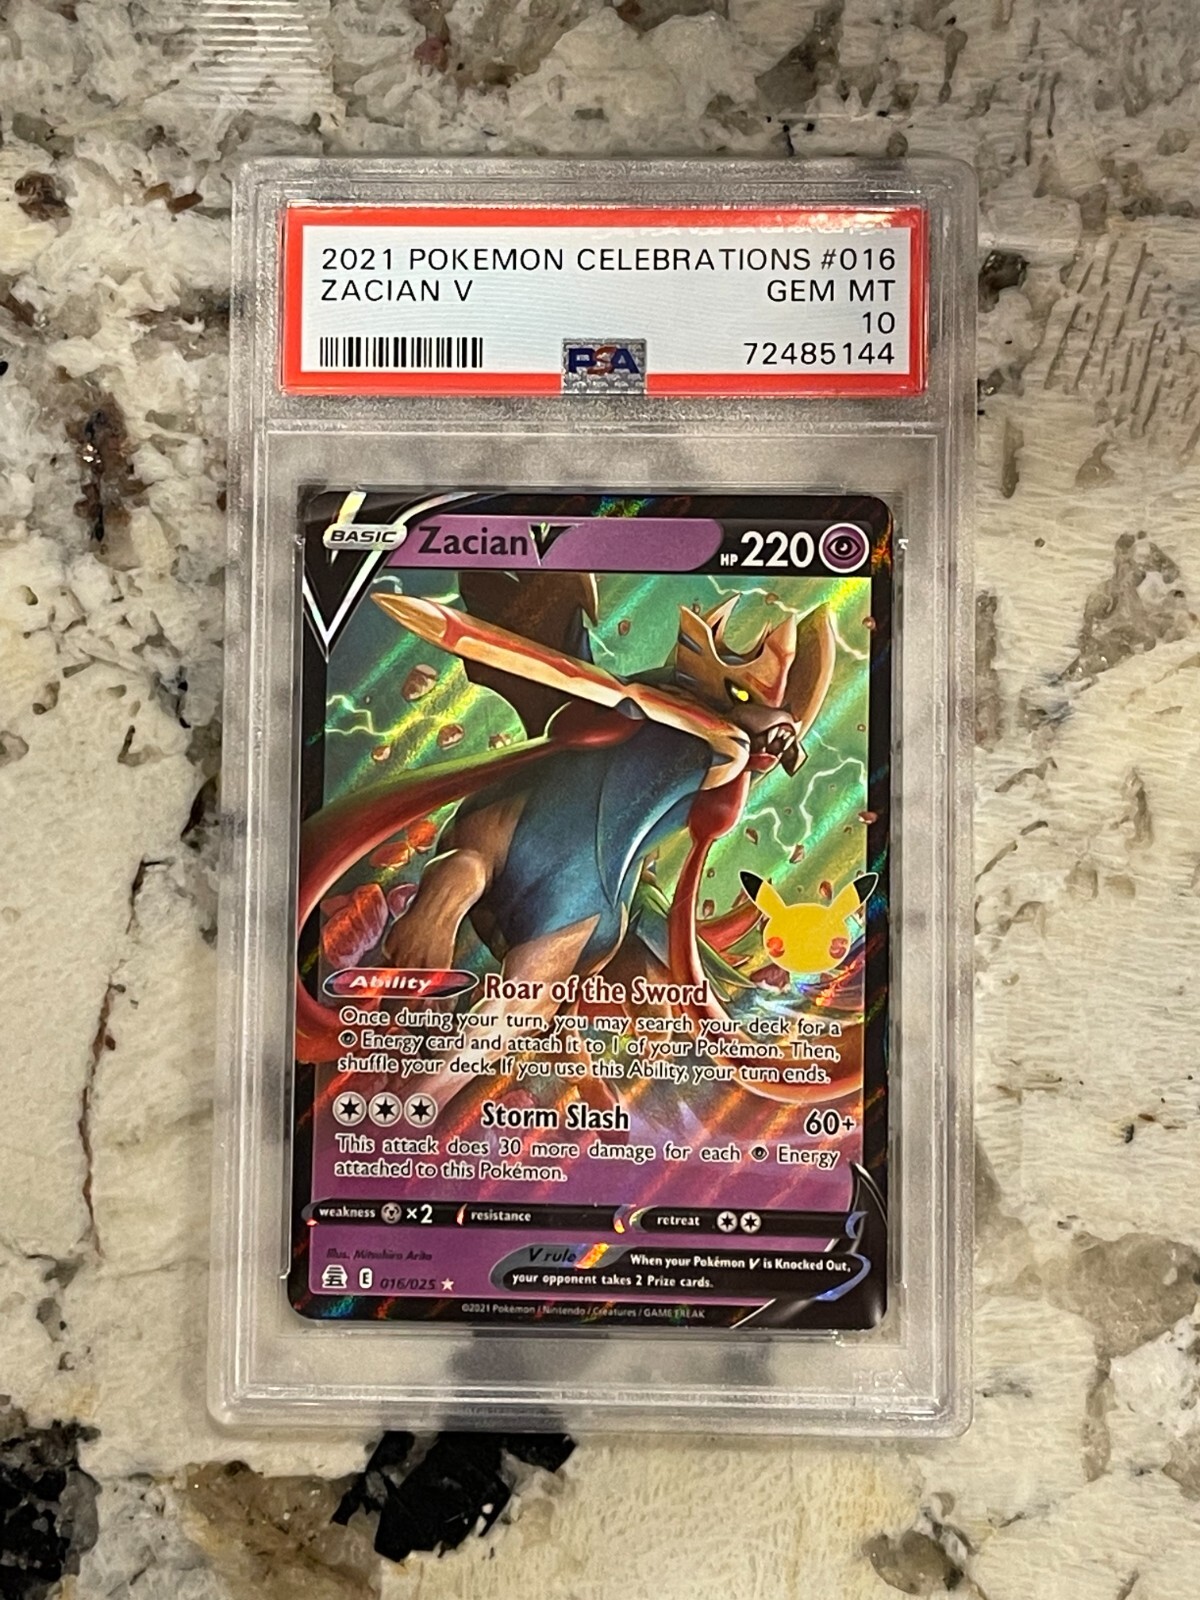 2021 POKEMON CELEBRATIONS #016
ZACIAN V GEM MT
10
PSA 72485144
BASIC Zacian V HP 220
Ability Roar of the Sword
Once during your turn, you may search your deck for a
Energy card and attach it to 1 of your Pokémon. Then,
shuffle your deck. If you use this Ability, your turn ends.
Storm Slash 60+
This attack does 30 more damage for each Energy
attached to this Pokémon.
weakness ×2 resistance retreat
Illus. Mitsuhiro Arita
V rule When your Pokémon V is Knocked Out,
your opponent takes 2 Prize cards.
E 016/025
©2021 Pokémon / Nintendo / Creatures / GAME FREAK